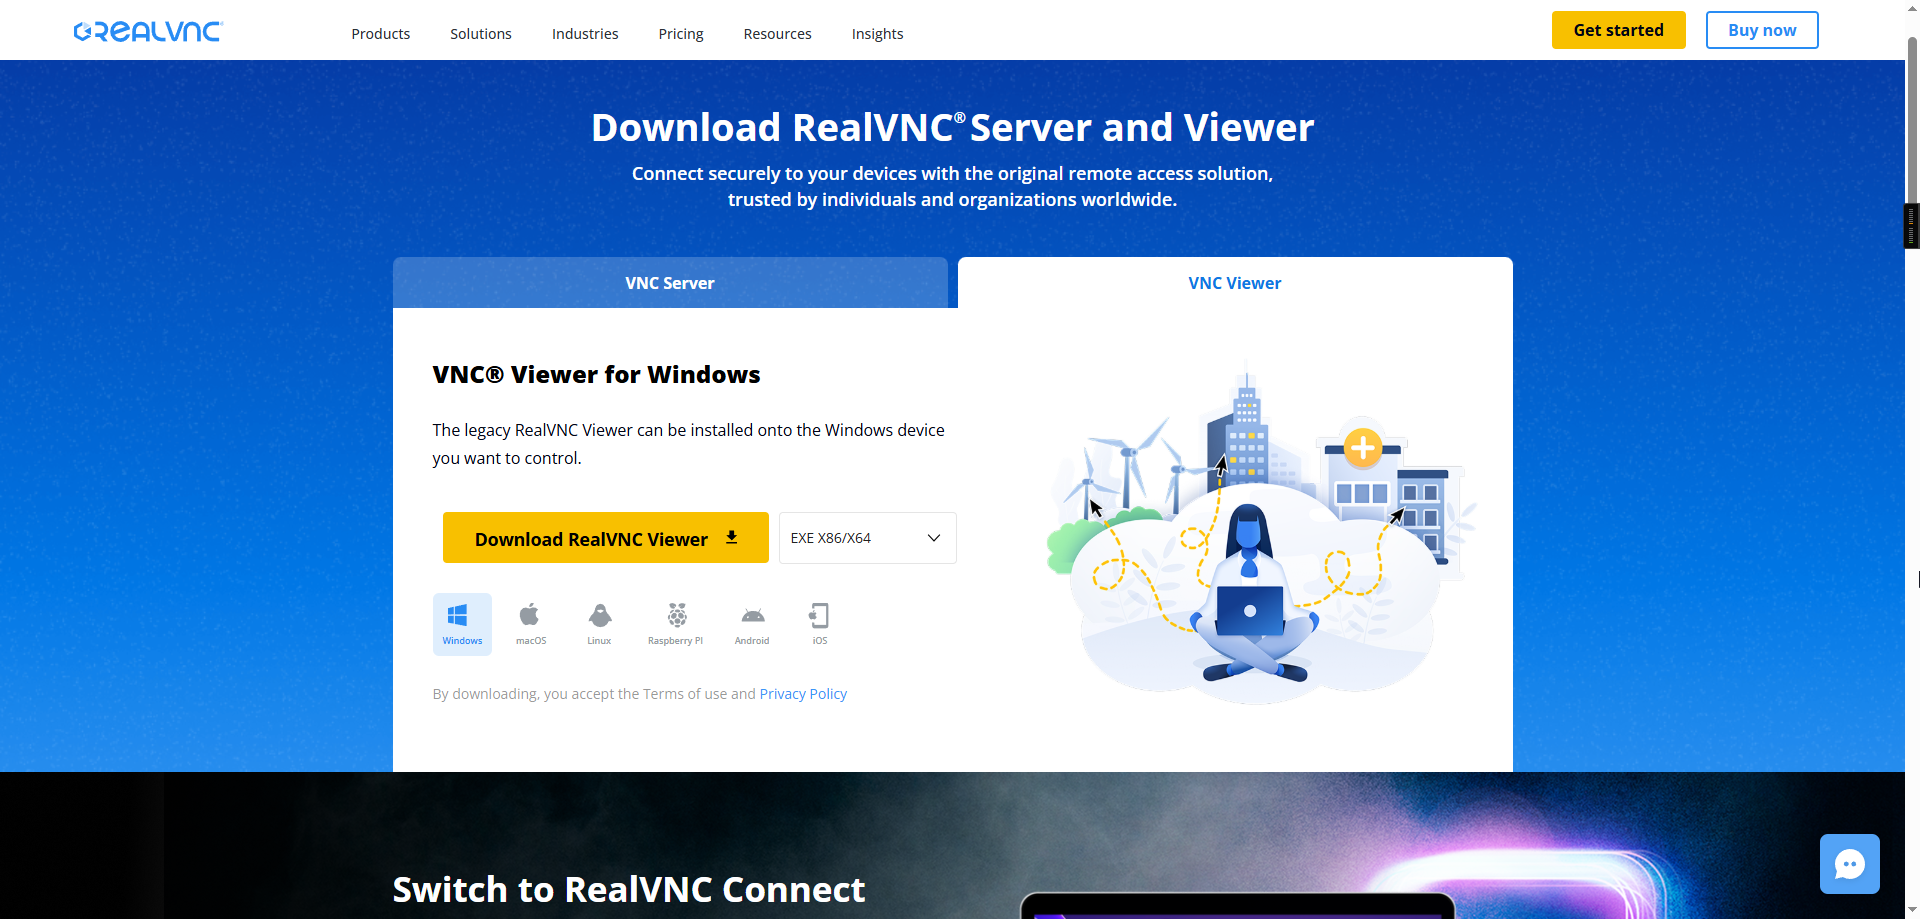 REALVNC
Products
Solutions
Industries
Pricing
Resources
Insights
Get started
Buy now
Download RealVNC® Server and Viewer
Connect securely to your devices with the original remote access solution,
trusted by individuals and organizations worldwide.
VNC Server
VNC Viewer
VNC® Viewer for Windows
The legacy RealVNC Viewer can be installed onto the Windows device
you want to control.
Download RealVNC Viewer
EXE X86/X64
Windows
macOS
Linux
Raspberry PI
Android
iOS
By downloading, you accept the Terms of use and Privacy Policy
Switch to RealVNC Connect